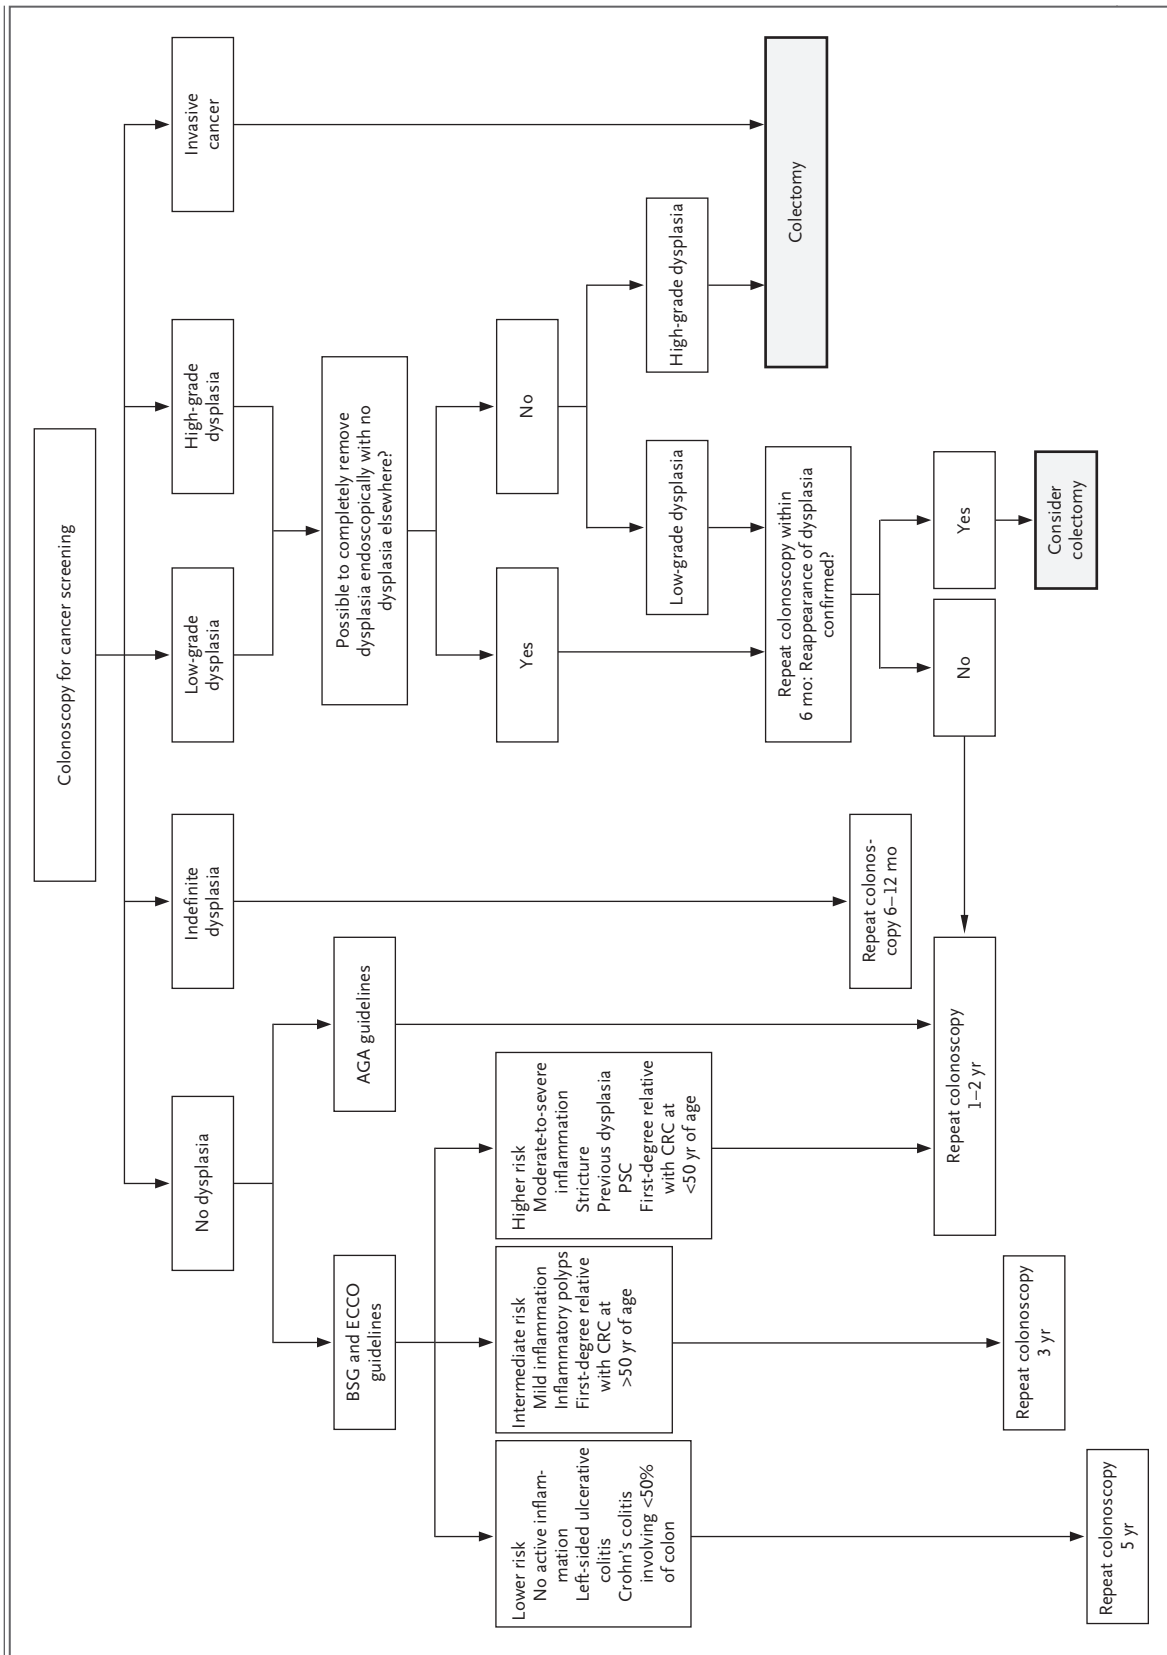 Colonoscopy for cancer screening
No dysplasia
Indefinite
dysplasia
Low-grade
dysplasia
High-grade
dysplasia
Invasive
cancer
BSG and ECCO
guidelines
AGA guidelines
Possible to completely remove
dysplasia endoscopically with no
dysplasia elsewhere?
Lower risk
No active inflam-
mation
Left-sided ulcerative
colitis
Crohn's colitis
involving <50%
of colon
Intermediate risk
Mild inflammation
Inflammatory polyps
First-degree relative
with CRC at
>50 yr of age
Higher risk
Moderate-to-severe
inflammation
Stricture
Previous dysplasia
PSC
First-degree relative
with CRC at
<50 yr of age
Yes
No
Low-grade dysplasia
High-grade dysplasia
Repeat colonoscopy within
6 mo: Reappearance of dysplasia
confirmed?
Colectomy
Repeat colonos-
copy 6–12 mo
Repeat colonoscopy
1–2 yr
No
Yes
Repeat colonoscopy
3 yr
Consider
colectomy
Repeat colonoscopy
5 yr